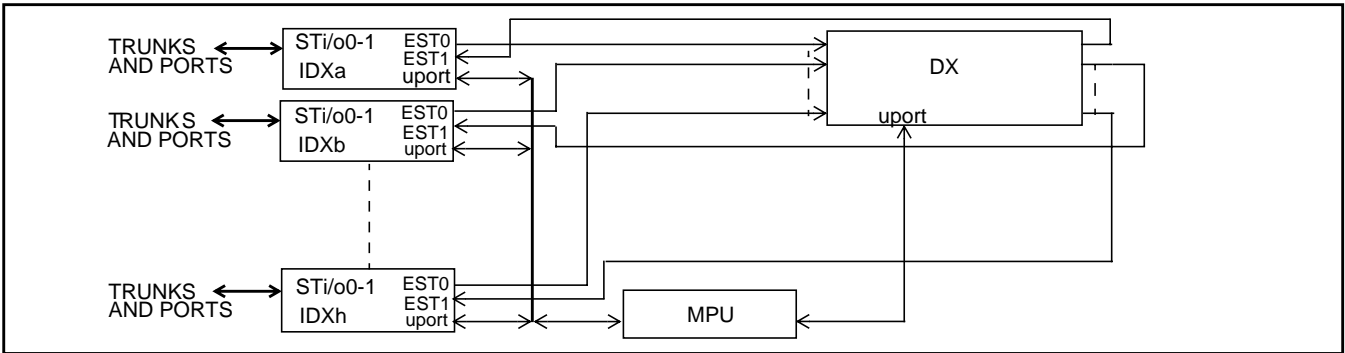 TRUNKS
AND PORTS
STi/o0-1
IDXa
EST0
EST1
uport
DX
uport
TRUNKS
AND PORTS
STi/o0-1
IDXb
EST0
EST1
uport
TRUNKS
AND PORTS
STi/o0-1
IDXh
EST0
EST1
uport
MPU